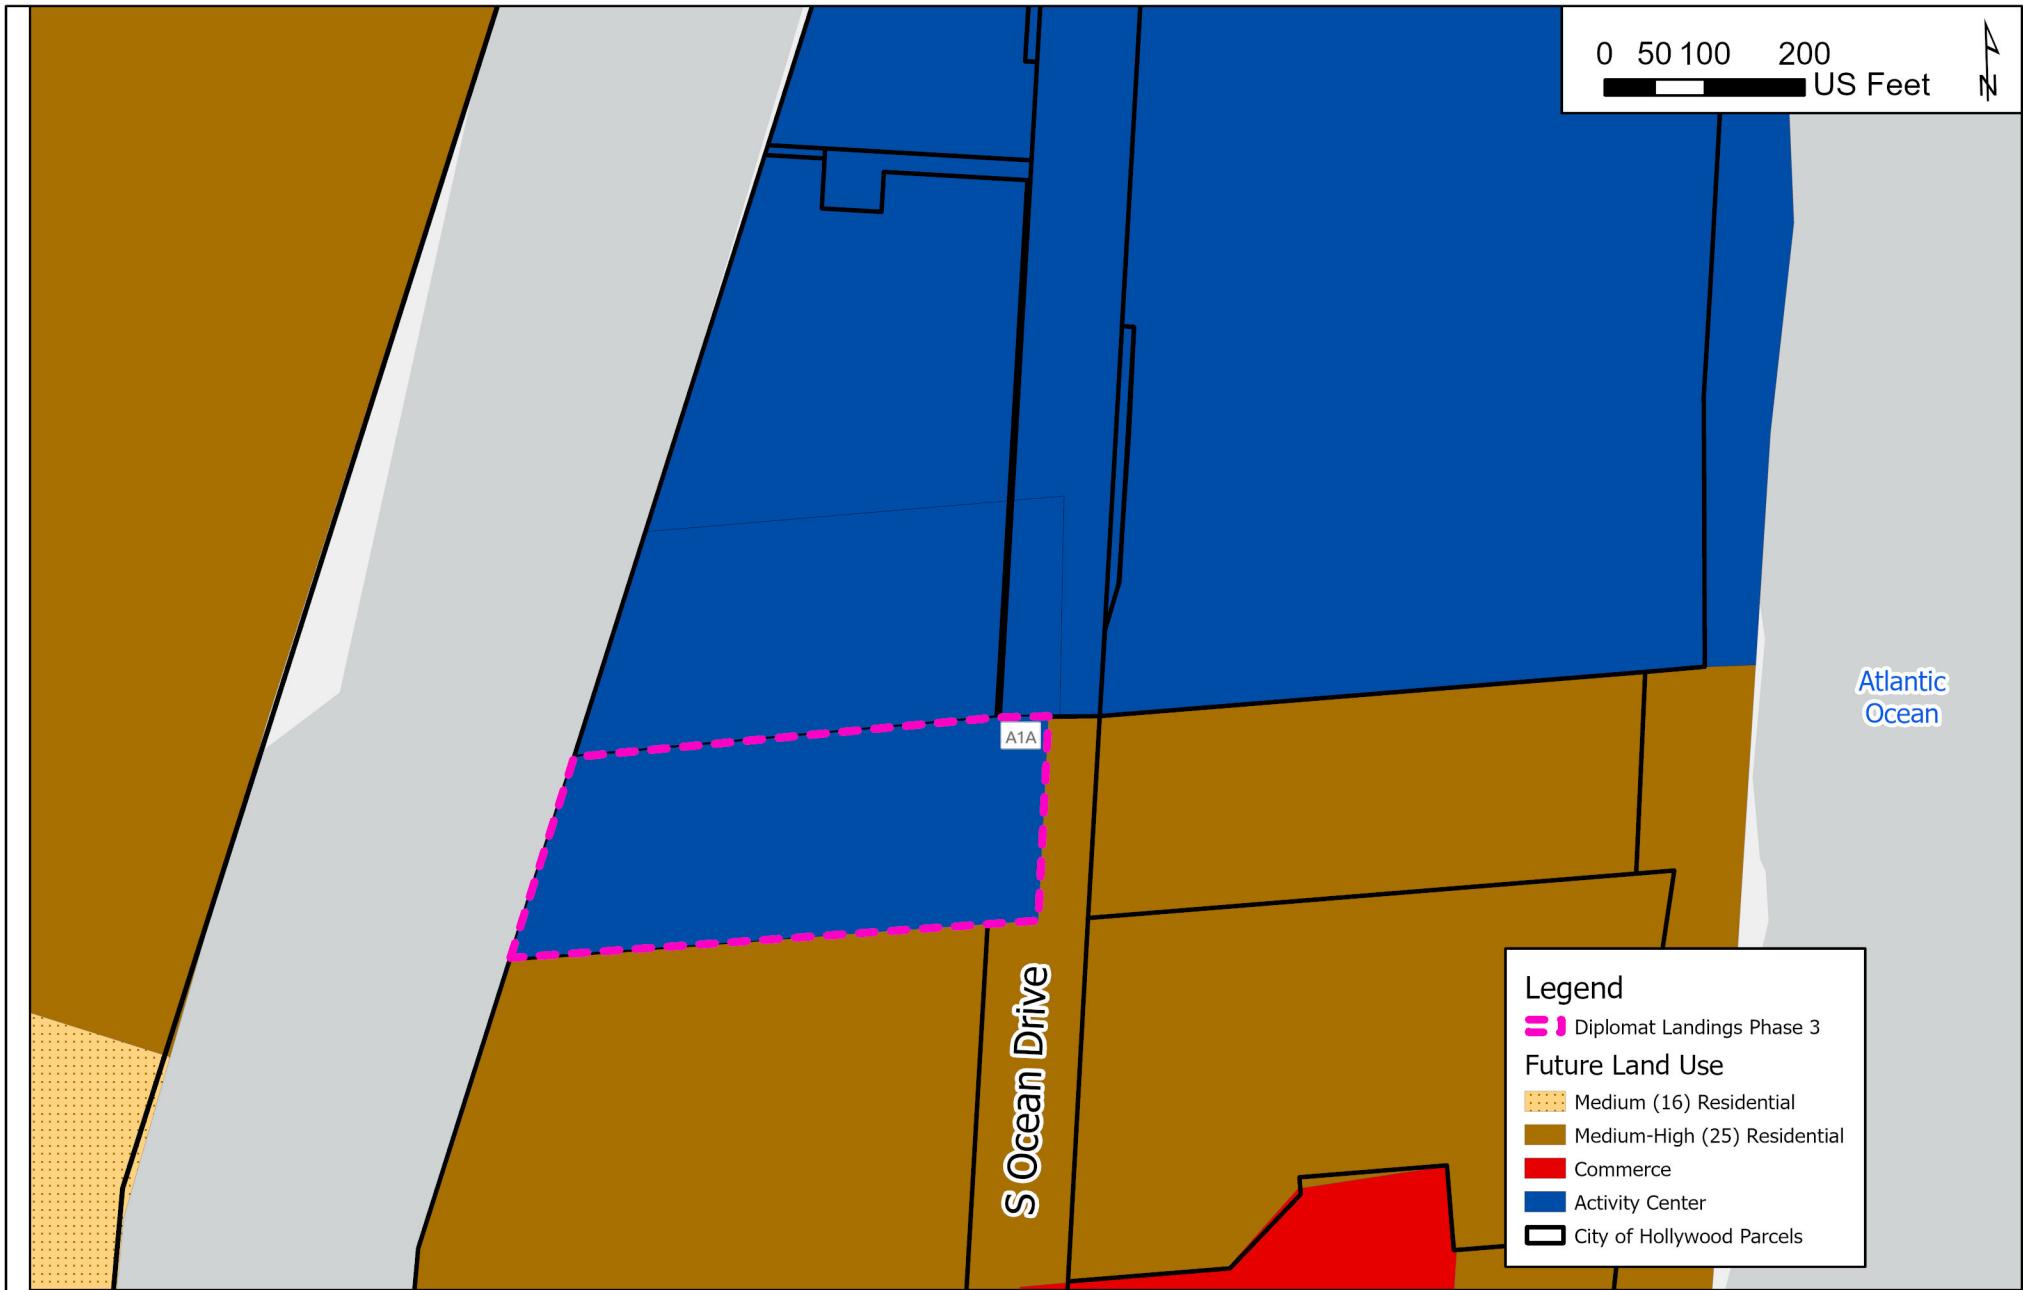 0 50 100 200
US Feet
N
A1A
Atlantic
Ocean
S Ocean Drive
Legend
Diplomat Landings Phase 3
Future Land Use
Medium (16) Residential
Medium-High (25) Residential
Commerce
Activity Center
City of Hollywood Parcels